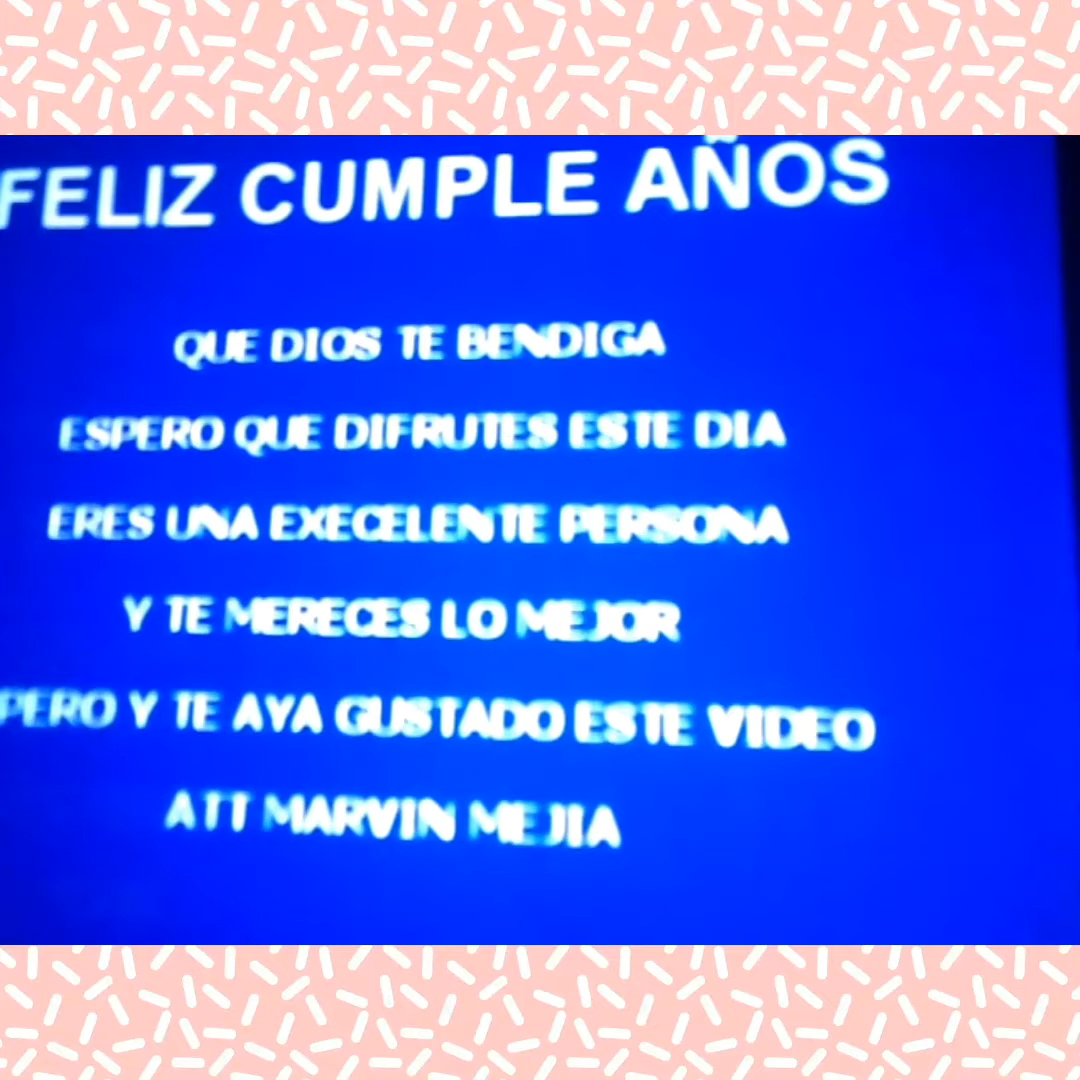 FELIZ CUMPLE AÑOS
QUE DIOS TE BENDIGA
ESPERO QUE DIFRUTES ESTE DIA
ERES UNA EXECELENTE PERSONA
Y TE MERECES LO MEJOR
PERO Y TE AYA GUSTADO ESTE VIDEO
ATT MARVIN MEJIA